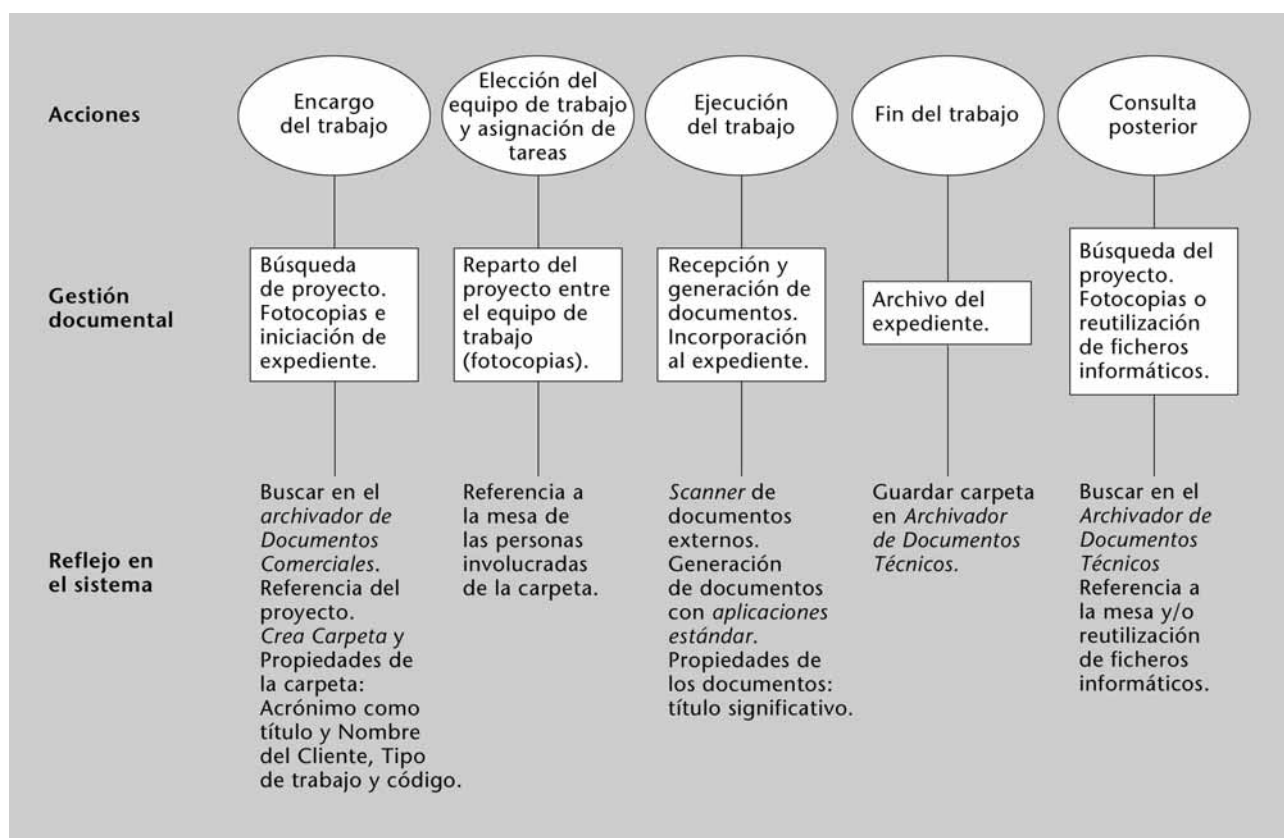 Acciones
Encargo
del trabajo
Elección del
equipo de trabajo
y asignación de
tareas
Ejecución
del trabajo
Fin del trabajo
Consulta
posterior
Gestión
documental
Búsqueda
de proyecto.
Fotocopias e
iniciación de
expediente.
Reparto del
proyecto entre
el equipo de
trabajo
(fotocopias).
Recepción y
generación de
documentos.
Incorporación
al expediente.
Archivo del
expediente.
Búsqueda del
proyecto.
Fotocopias o
reutilización
de ficheros
informáticos.
Reflejo en
el sistema
Buscar en el
archivador de
Documentos
Comerciales.
Referencia del
proyecto.
Crea Carpeta y
Propiedades de
la carpeta:
Acrónimo como
título y Nombre
del Cliente, Tipo
de trabajo y código.
Referencia a
la mesa de
las personas
involucradas
de la carpeta.
Scanner de
documentos
externos.
Generación
de documentos
con aplicaciones
estándar.
Propiedades de
los documentos:
título significativo.
Guardar carpeta
en Archivador
de Documentos
Técnicos.
Buscar en el
Archivador de
Documentos
Técnicos
Referencia a
la mesa y/o
reutilización
de ficheros
informáticos.